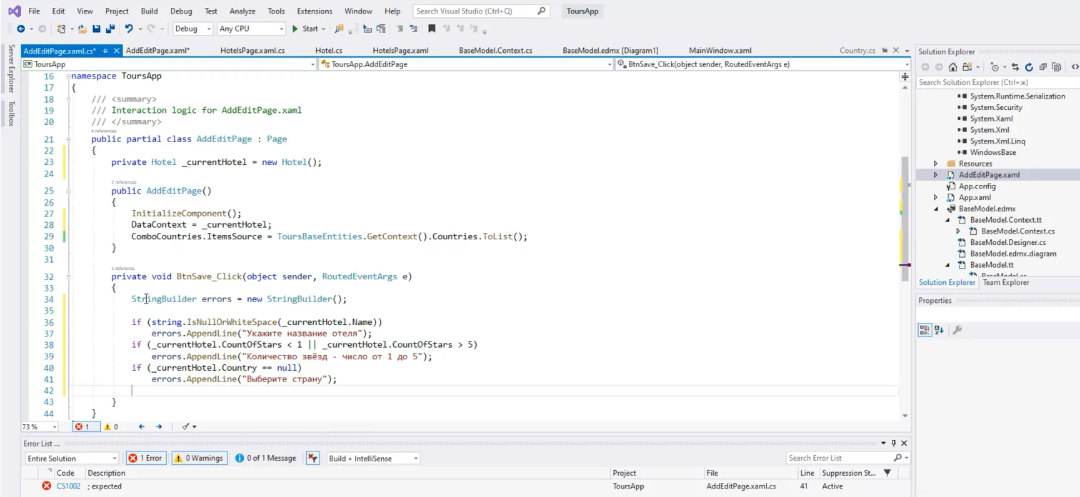 File Edit View Project Build Debug Test Analyze Tools Extensions Window Help Search Visual Studio (Ctrl+Q) ToursApp
Debug Any CPU Start
AddEditPage.xaml.cs* AddEditPage.xaml* HotelsPage.xaml.cs Hotel.cs HotelsPage.xaml BaseModel.Context.cs BaseModel.edmx [Diagram1] MainWindow.xaml Country.cs
Server Explorer
Toolbox
ToursApp ToursApp.AddEditPage BtnSave_Click(object sender, RoutedEventArgs e)
16 namespace ToursApp
17 {
18 /// <summary>
19 /// Interaction logic for AddEditPage.xaml
20 /// </summary>
4 references
21 public partial class AddEditPage : Page
22 {
23 private Hotel _currentHotel = new Hotel();
24
references
25 public AddEditPage()
26 {
27 InitializeComponent();
28 DataContext = _currentHotel;
29 ComboCountries.ItemsSource = ToursBaseEntities.GetContext().Countries.ToList();
30 }
31
1 reference
32 private void BtnSave_Click(object sender, RoutedEventArgs e)
33 {
34 StringBuilder errors = new StringBuilder();
35
36 if (string.IsNullOrWhiteSpace(_currentHotel.Name))
37 errors.AppendLine("Укажите название отеля");
38 if (_currentHotel.CountOfStars < 1 || _currentHotel.CountOfStars > 5)
39 errors.AppendLine("Количество звёзд - число от 1 до 5");
40 if (_currentHotel.Country == null)
41 errors.AppendLine("Выберите страну");
42
43 }
44 }
73 % 1 0
Solution Explorer
Search Solution Explorer (Ctrl+ж)
System.Runtime.Serialization
System.Security
System.Xaml
System.Xml
System.Xml.Linq
WindowsBase
Resources
AddEditPage.xaml
App.config
App.xaml
BaseModel.edmx
BaseModel.Context.tt
BaseModel.Context.cs
BaseModel.Designer.cs
BaseModel.edmx.diagram
BaseModel.tt
Solution Explorer Team Explorer
Properties
Error List ...
Entire Solution 1 Error 0 Warnings 0 of 1 Message Build + IntelliSense Search Error List
Code Description Project File Line Suppression St...
CS1002 ; expected ToursApp AddEditPage.xaml.cs 41 Active